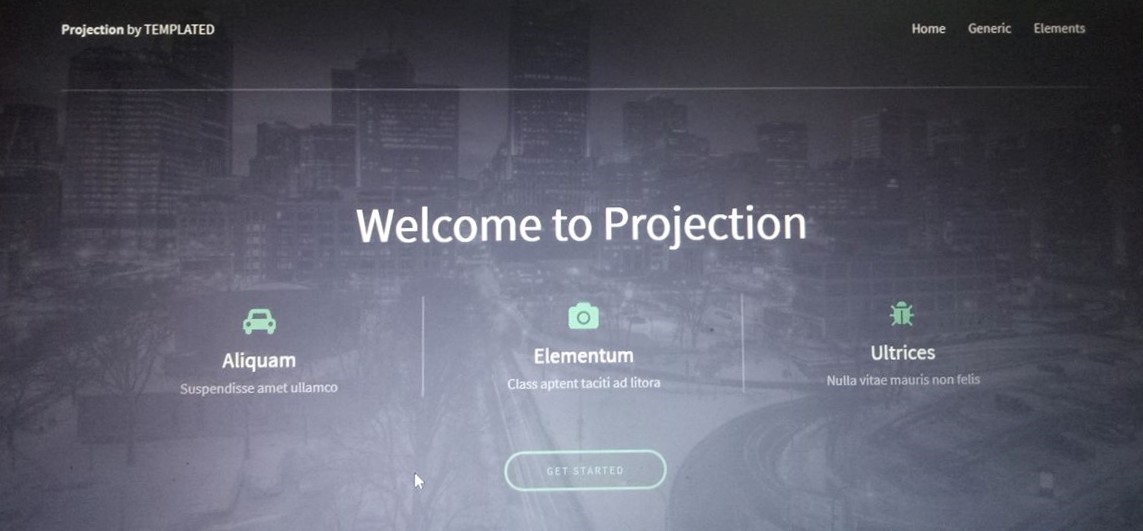 Projection by TEMPLATED
Home Generic Elements
Welcome to Projection
Aliquam
Suspendisse amet ullamco
Elementum
Class aptent taciti ad litora
Ultrices
Nulla vitae mauris non felis
GET STARTED